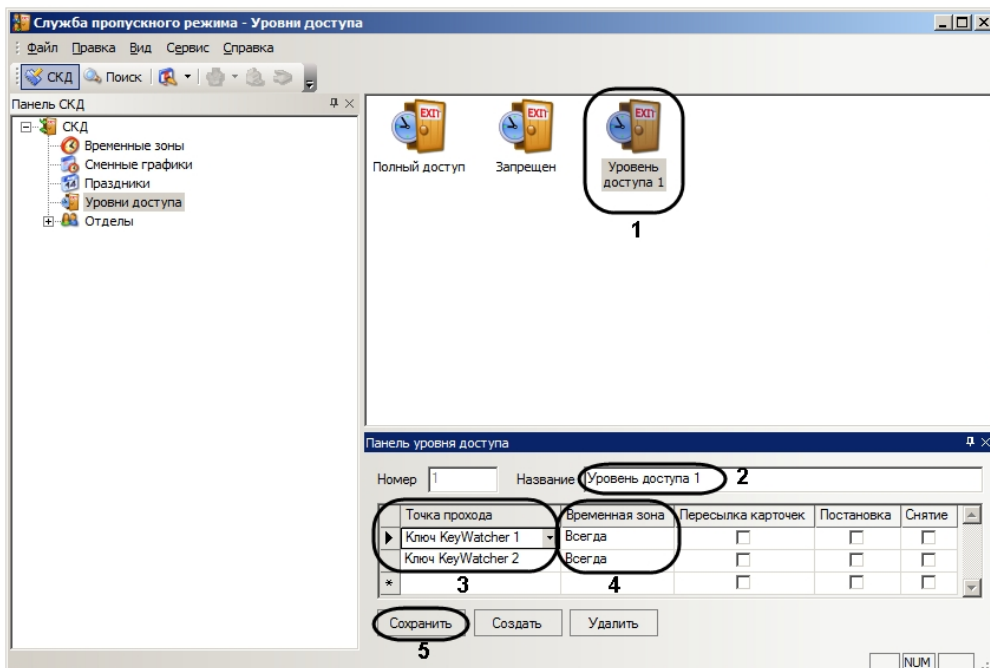 Служба пропускного режима - Уровни доступа
Файл Правка Вид Сервис Справка
СКД Поиск
Панель СКД
СКД
Временные зоны
Сменные графики
Праздники
Уровни доступа
Отделы
EXIT EXIT EXIT
Полный доступ Запрещен Уровень
доступа 1
1
Панель уровня доступа
Номер 1 Название Уровень доступа 1 2
Точка прохода Временная зона Пересылка карточек Постановка Снятие
Ключ KeyWatcher 1 Всегда
Ключ KeyWatcher 2 Всегда
* 3 4
Сохранить Создать Удалить
5
NUM